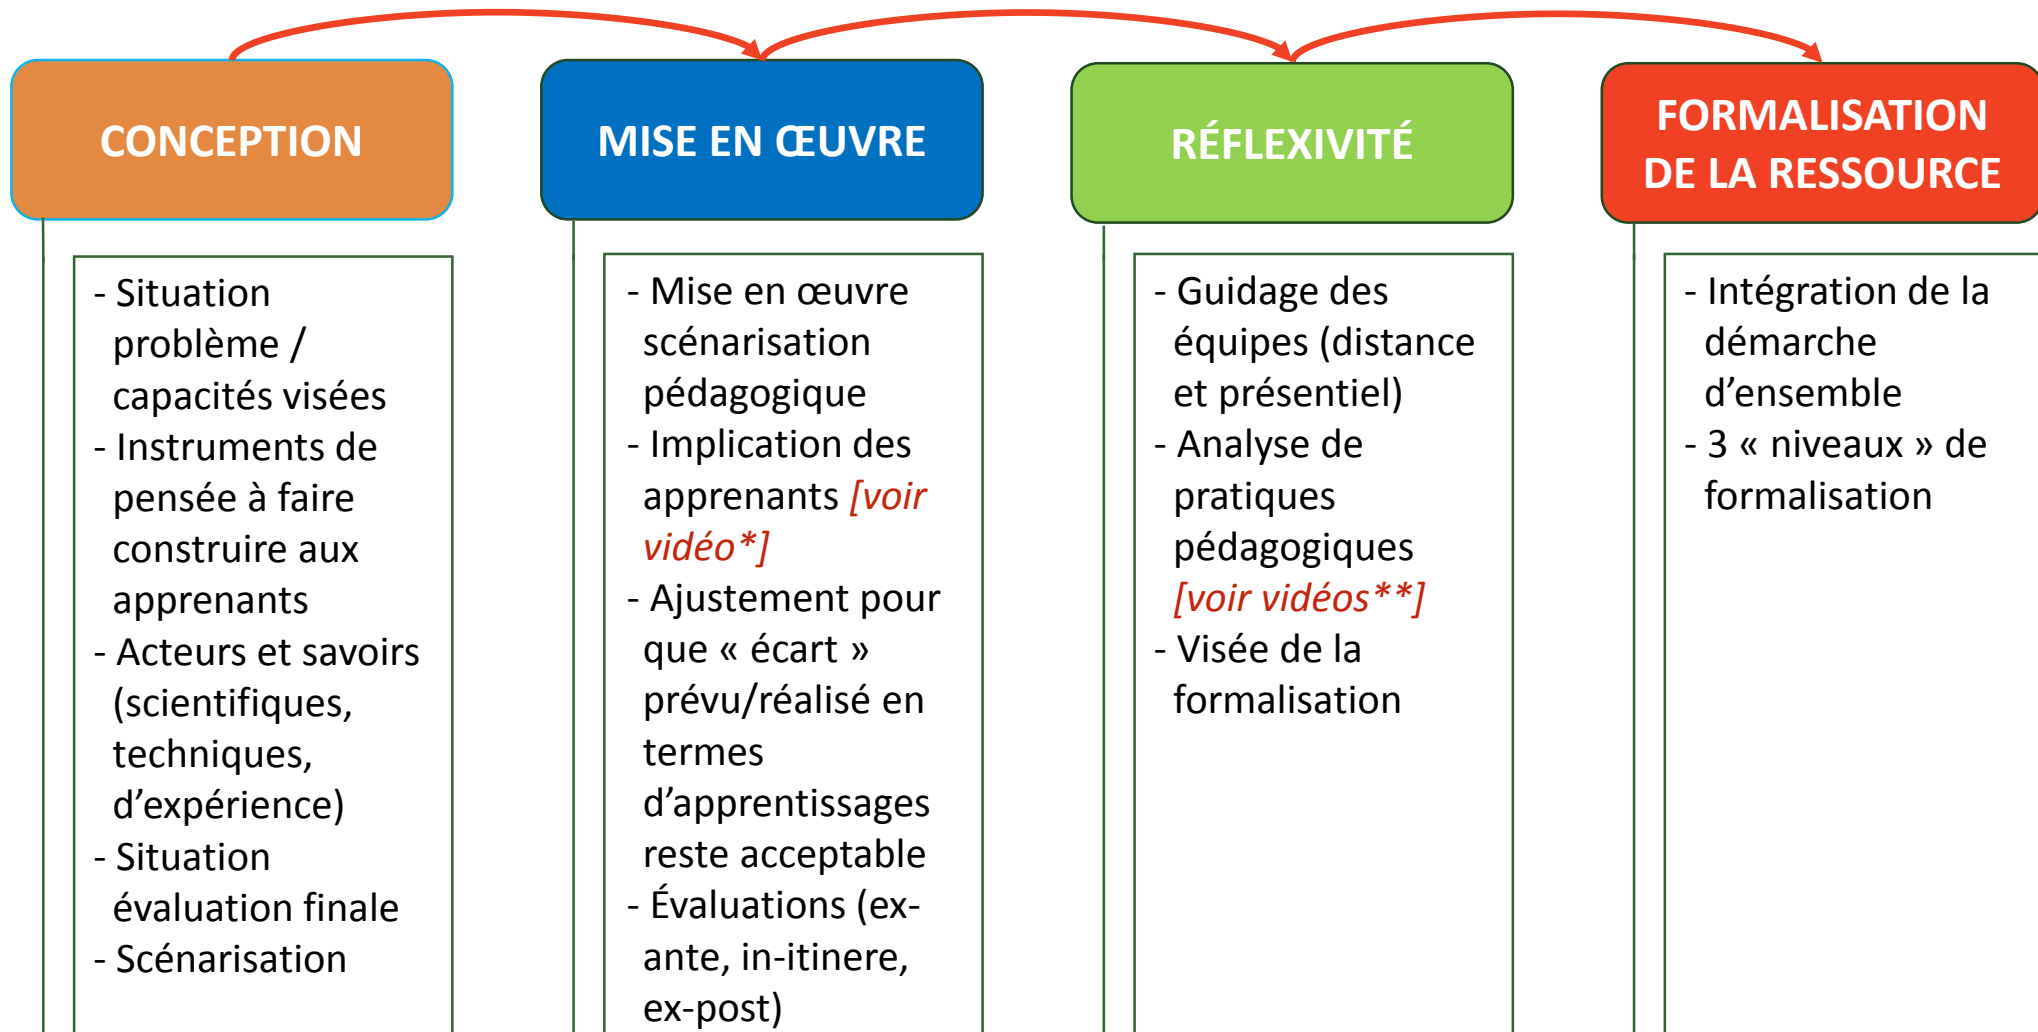 CONCEPTION
- Situation
problème /
capacités visées
- Instruments de
pensée à faire
construire aux
apprenants
- Acteurs et savoirs
(scientifiques,
techniques,
d’expérience)
- Situation
évaluation finale
- Scénarisation
MISE EN ŒUVRE
- Mise en œuvre
scénarisation
pédagogique
- Implication des
apprenants [voir
vidéo*]
- Ajustement pour
que « écart »
prévu/réalisé en
termes
d’apprentissages
reste acceptable
- Évaluations (ex-
ante, in-itinere,
ex-post)
RÉFLEXIVITÉ
- Guidage des
équipes (distance
et présentiel)
- Analyse de
pratiques
pédagogiques
[voir vidéos**]
- Visée de la
formalisation
FORMALISATION
DE LA RESSOURCE
- Intégration de la
démarche
d’ensemble
- 3 « niveaux » de
formalisation